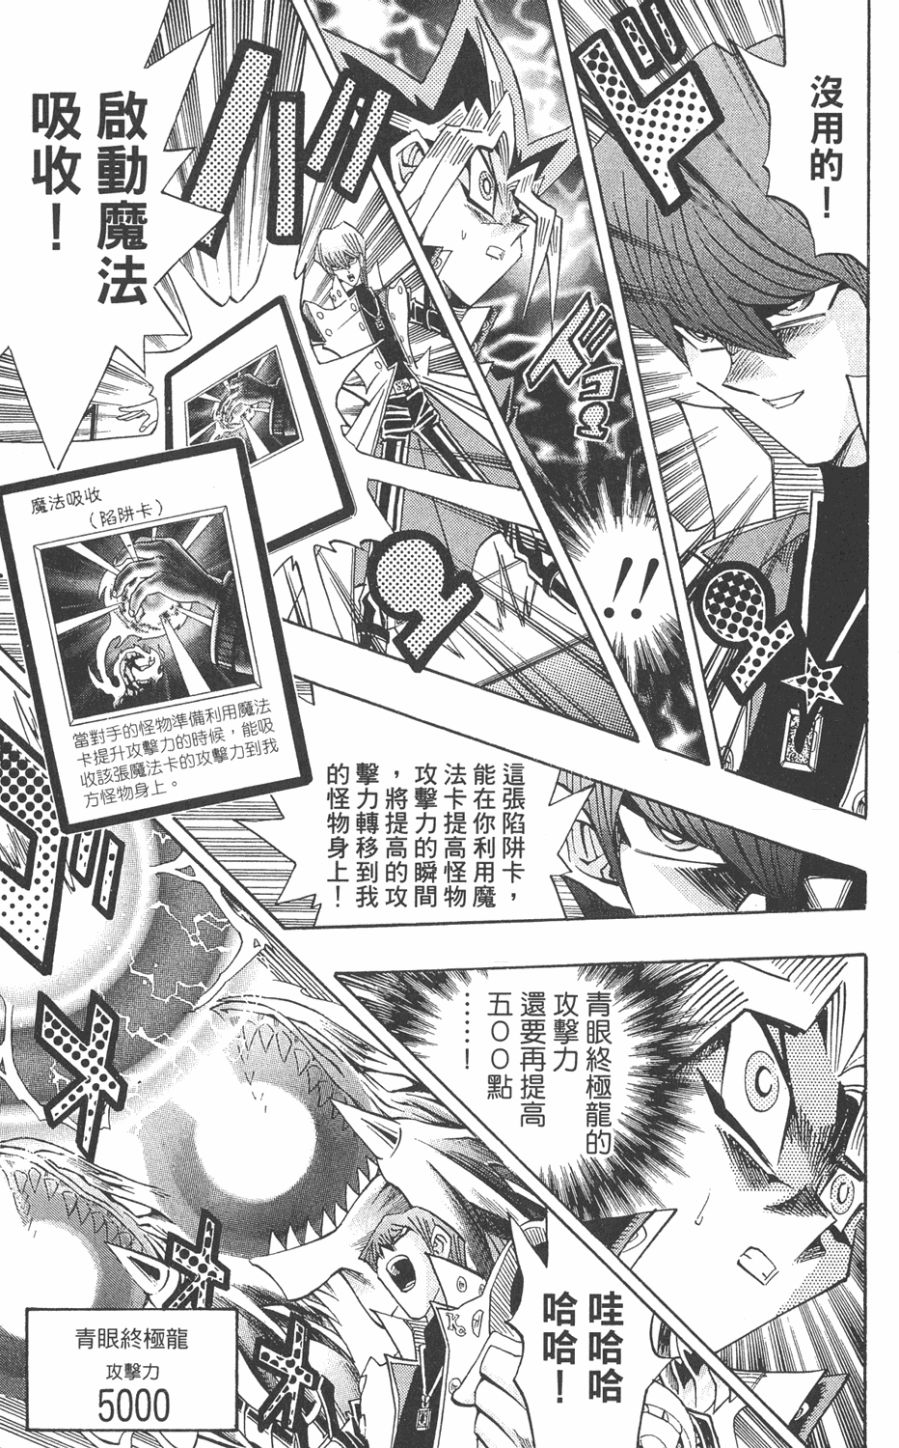 沒用的！
！！
啟動魔法
吸收！
魔法吸收
（陷阱卡）
當對手的怪物準備利用魔法
卡提升攻擊力的時候，能吸
收該張魔法卡的攻擊力到我
方怪物身上。
這張陷阱卡，
能在你利用魔
法卡提高怪物
攻擊力的瞬間
，將提高的攻
擊力轉移到我
的怪物身上！
青眼終極龍的
攻擊力
還要再提高
五〇〇點
……！
哇哈哈
哈哈！
青眼終極龍
攻擊力
5000